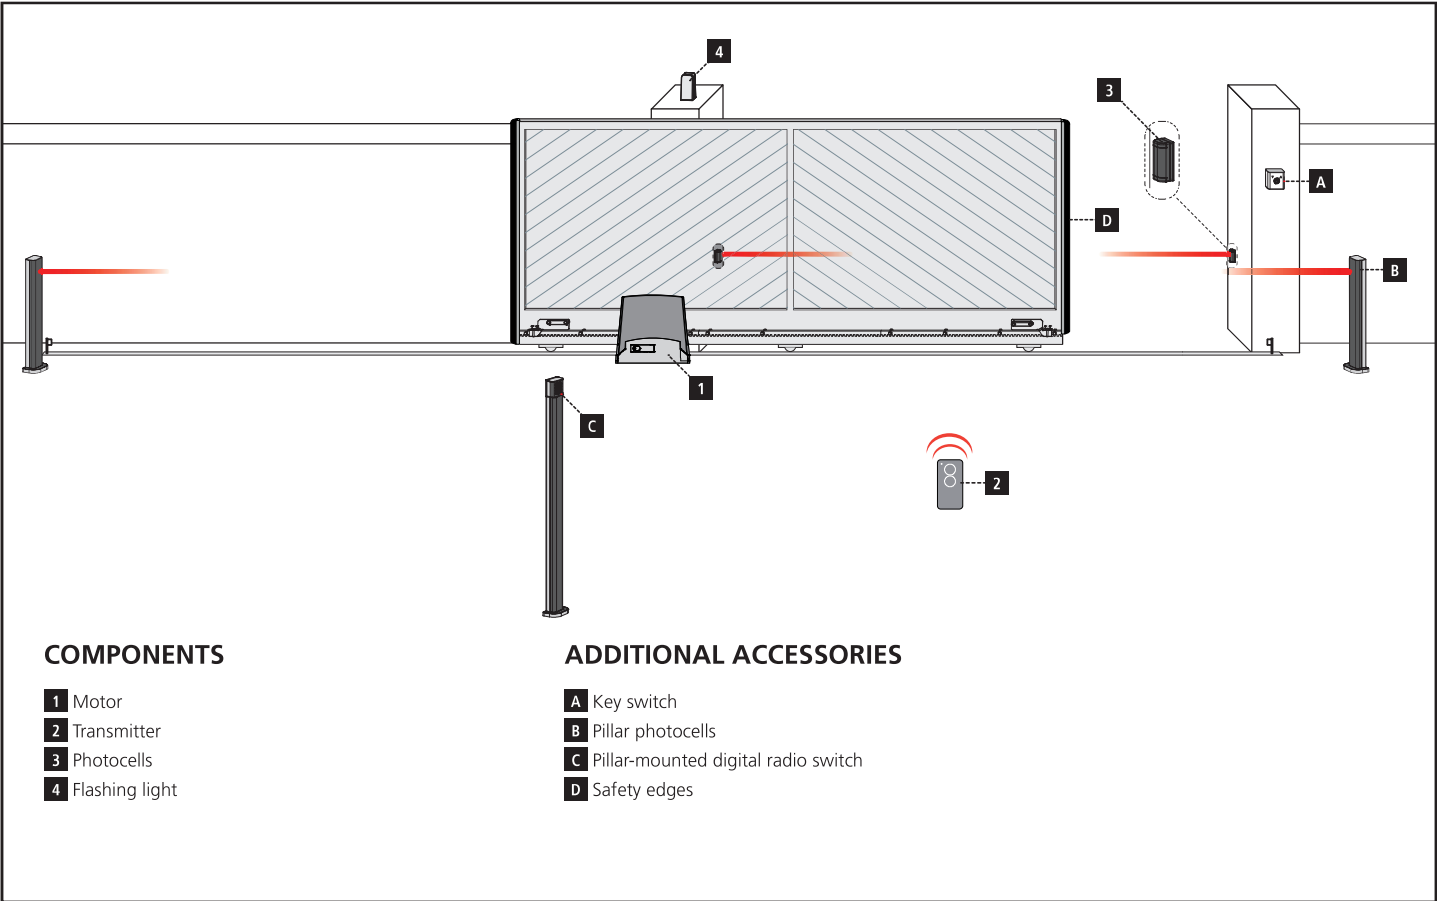 4
3
A
D
B
1
C
2
COMPONENTS
1 Motor
2 Transmitter
3 Photocells
4 Flashing light
ADDITIONAL ACCESSORIES
A Key switch
B Pillar photocells
C Pillar-mounted digital radio switch
D Safety edges